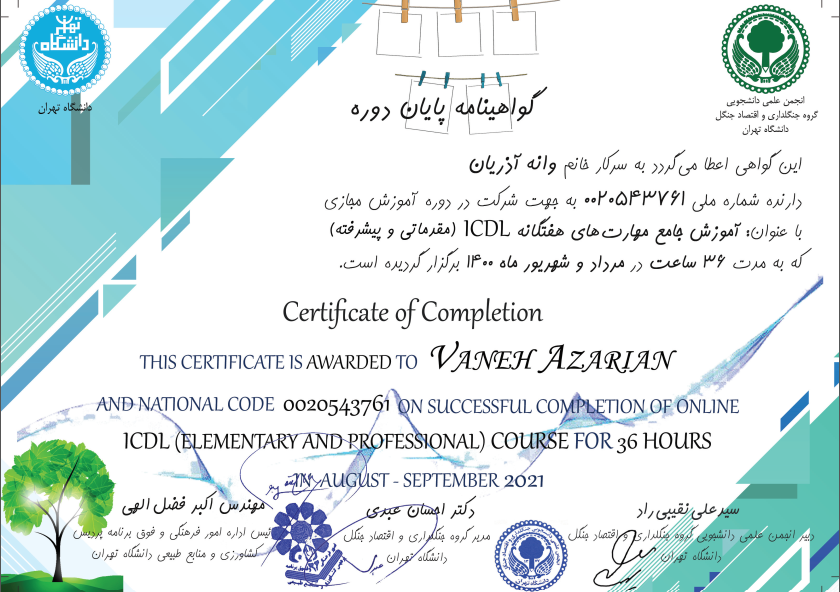 دانشگاه تهران
انجمن علمی دانشجویی
گروه جنگلداری و اقتصاد جنگل
دانشگاه تهران
گواهینامه پایان دوره
این گواهی اعطا می‌گردد به سرکار خانم وانه آذریان
دارنده شماره ملی ۰۰۲۰۵۴۳۷۶۱ به جهت شرکت در دوره آموزش مجازی
با عنوان: آموزش جامع مهارت‌های هفتگانه ICDL (مقدماتی و پیشرفته)
که به مدت ۳۶ ساعت در مرداد و شهریور ماه ۱۴۰۰ برگزار گردیده است.
Certificate of Completion
THIS CERTIFICATE IS AWARDED TO VANEH AZARIAN
AND NATIONAL CODE 0020543761 ON SUCCESSFUL COMPLETION OF ONLINE
ICDL (ELEMENTARY AND PROFESSIONAL) COURSE FOR 36 HOURS
IN AUGUST - SEPTEMBER 2021
سیدعلی نقیبی راد
دبیر انجمن علمی دانشجویی گروه جنگلداری و اقتصاد جنگل
دانشگاه تهران
دکتر احسان عبدی
مدیر گروه جنگلداری و اقتصاد جنگل
دانشگاه تهران
مهندس اکبر فضل الهی
رئیس اداره امور فرهنگی و فوق برنامه پردیس
کشاورزی و منابع طبیعی دانشگاه تهران